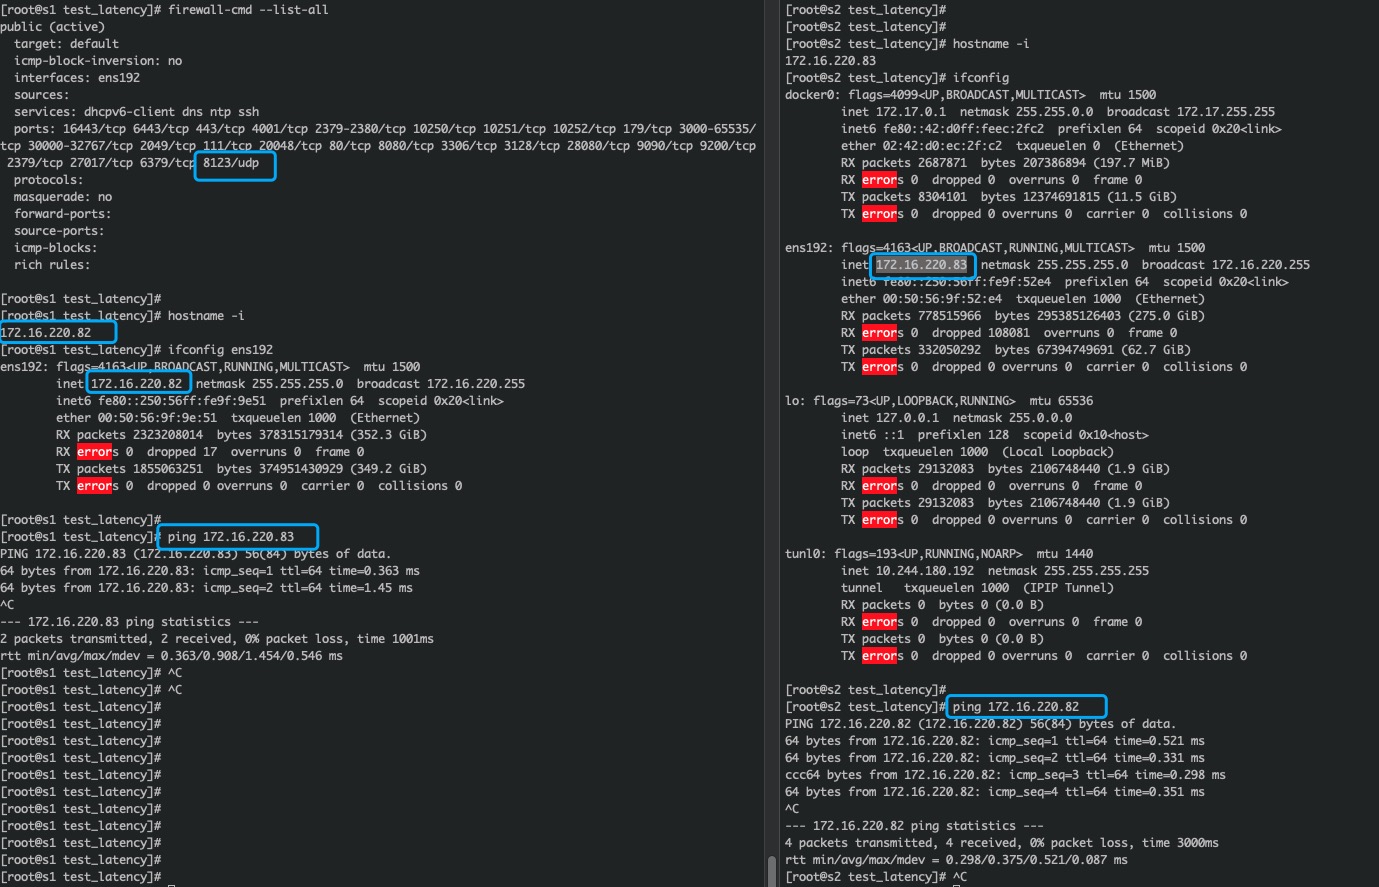 [root@s1 test_latency]# firewall-cmd --list-all
public (active)
  target: default
  icmp-block-inversion: no
  interfaces: ens192
  sources:
  services: dhcpv6-client dns ntp ssh
  ports: 16443/tcp 6443/tcp 443/tcp 4001/tcp 2379-2380/tcp 10250/tcp 10251/tcp 10252/tcp 179/tcp 3000-65535/
tcp 30000-32767/tcp 2049/tcp 111/tcp 20048/tcp 80/tcp 8080/tcp 3306/tcp 3128/tcp 28080/tcp 9090/tcp 9200/tcp
 2379/tcp 27017/tcp 6379/tcp 8123/udp
  protocols:
  masquerade: no
  forward-ports:
  source-ports:
  icmp-blocks:
  rich rules:
[root@s1 test_latency]#
[root@s1 test_latency]# hostname -i
172.16.220.82
[root@s1 test_latency]# ifconfig ens192
ens192: flags=4163<UP,BROADCAST,RUNNING,MULTICAST>  mtu 1500
        inet 172.16.220.82  netmask 255.255.255.0  broadcast 172.16.220.255
        inet6 fe80::250:56ff:fe9f:9e51  prefixlen 64  scopeid 0x20<link>
        ether 00:50:56:9f:9e:51  txqueuelen 1000  (Ethernet)
        RX packets 2323208014  bytes 378315179314 (352.3 GiB)
        RX errors 0  dropped 17  overruns 0  frame 0
        TX packets 1855063251  bytes 374951430929 (349.2 GiB)
        TX errors 0  dropped 0 overruns 0  carrier 0  collisions 0
[root@s1 test_latency]#
[root@s1 test_latency]# ping 172.16.220.83
PING 172.16.220.83 (172.16.220.83) 56(84) bytes of data.
64 bytes from 172.16.220.83: icmp_seq=1 ttl=64 time=0.363 ms
64 bytes from 172.16.220.83: icmp_seq=2 ttl=64 time=1.45 ms
^C
--- 172.16.220.83 ping statistics ---
2 packets transmitted, 2 received, 0% packet loss, time 1001ms
rtt min/avg/max/mdev = 0.363/0.908/1.454/0.546 ms
[root@s1 test_latency]# ^C
[root@s1 test_latency]# ^C
[root@s1 test_latency]#
[root@s1 test_latency]#
[root@s1 test_latency]#
[root@s1 test_latency]#
[root@s1 test_latency]#
[root@s1 test_latency]#
[root@s1 test_latency]#
[root@s1 test_latency]#
[root@s1 test_latency]#
[root@s1 test_latency]#
[root@s1 test_latency]#
[root@s2 test_latency]#
[root@s2 test_latency]#
[root@s2 test_latency]# hostname -i
172.16.220.83
[root@s2 test_latency]# ifconfig
docker0: flags=4099<UP,BROADCAST,MULTICAST>  mtu 1500
        inet 172.17.0.1  netmask 255.255.0.0  broadcast 172.17.255.255
        inet6 fe80::42:d0ff:feec:2fc2  prefixlen 64  scopeid 0x20<link>
        ether 02:42:d0:ec:2f:c2  txqueuelen 0  (Ethernet)
        RX packets 2687871  bytes 207386894 (197.7 MiB)
        RX errors 0  dropped 0  overruns 0  frame 0
        TX packets 8304101  bytes 12374691815 (11.5 GiB)
        TX errors 0  dropped 0 overruns 0  carrier 0  collisions 0
ens192: flags=4163<UP,BROADCAST,RUNNING,MULTICAST>  mtu 1500
        inet 172.16.220.83  netmask 255.255.255.0  broadcast 172.16.220.255
        inet6 fe80::250:56ff:fe9f:52e4  prefixlen 64  scopeid 0x20<link>
        ether 00:50:56:9f:52:e4  txqueuelen 1000  (Ethernet)
        RX packets 778515966  bytes 295385126403 (275.0 GiB)
        RX errors 0  dropped 108081  overruns 0  frame 0
        TX packets 332050292  bytes 67394749691 (62.7 GiB)
        TX errors 0  dropped 0 overruns 0  carrier 0  collisions 0
lo: flags=73<UP,LOOPBACK,RUNNING>  mtu 65536
        inet 127.0.0.1  netmask 255.0.0.0
        inet6 ::1  prefixlen 128  scopeid 0x10<host>
        loop  txqueuelen 1000  (Local Loopback)
        RX packets 29132083  bytes 2106748440 (1.9 GiB)
        RX errors 0  dropped 0  overruns 0  frame 0
        TX packets 29132083  bytes 2106748440 (1.9 GiB)
        TX errors 0  dropped 0 overruns 0  carrier 0  collisions 0
tunl0: flags=193<UP,RUNNING,NOARP>  mtu 1440
        inet 10.244.180.192  netmask 255.255.255.255
        tunnel   txqueuelen 1000  (IPIP Tunnel)
        RX packets 0  bytes 0 (0.0 B)
        RX errors 0  dropped 0  overruns 0  frame 0
        TX packets 0  bytes 0 (0.0 B)
        TX errors 0  dropped 0 overruns 0  carrier 0  collisions 0
[root@s2 test_latency]#
[root@s2 test_latency]# ping 172.16.220.82
PING 172.16.220.82 (172.16.220.82) 56(84) bytes of data.
64 bytes from 172.16.220.82: icmp_seq=1 ttl=64 time=0.521 ms
64 bytes from 172.16.220.82: icmp_seq=2 ttl=64 time=0.331 ms
ccc64 bytes from 172.16.220.82: icmp_seq=3 ttl=64 time=0.298 ms
64 bytes from 172.16.220.82: icmp_seq=4 ttl=64 time=0.351 ms
^C
--- 172.16.220.82 ping statistics ---
4 packets transmitted, 4 received, 0% packet loss, time 3000ms
rtt min/avg/max/mdev = 0.298/0.375/0.521/0.087 ms
[root@s2 test_latency]# ^C